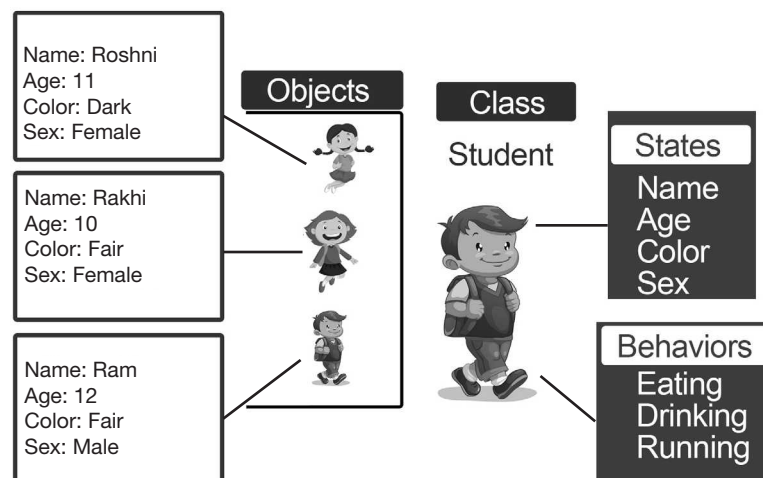 Name: Roshni
Age: 11
Color: Dark
Sex: Female
Name: Rakhi
Age: 10
Color: Fair
Sex: Female
Name: Ram
Age: 12
Color: Fair
Sex: Male
Objects
Class
Student
States
Name
Age
Color
Sex
Behaviors
Eating
Drinking
Running